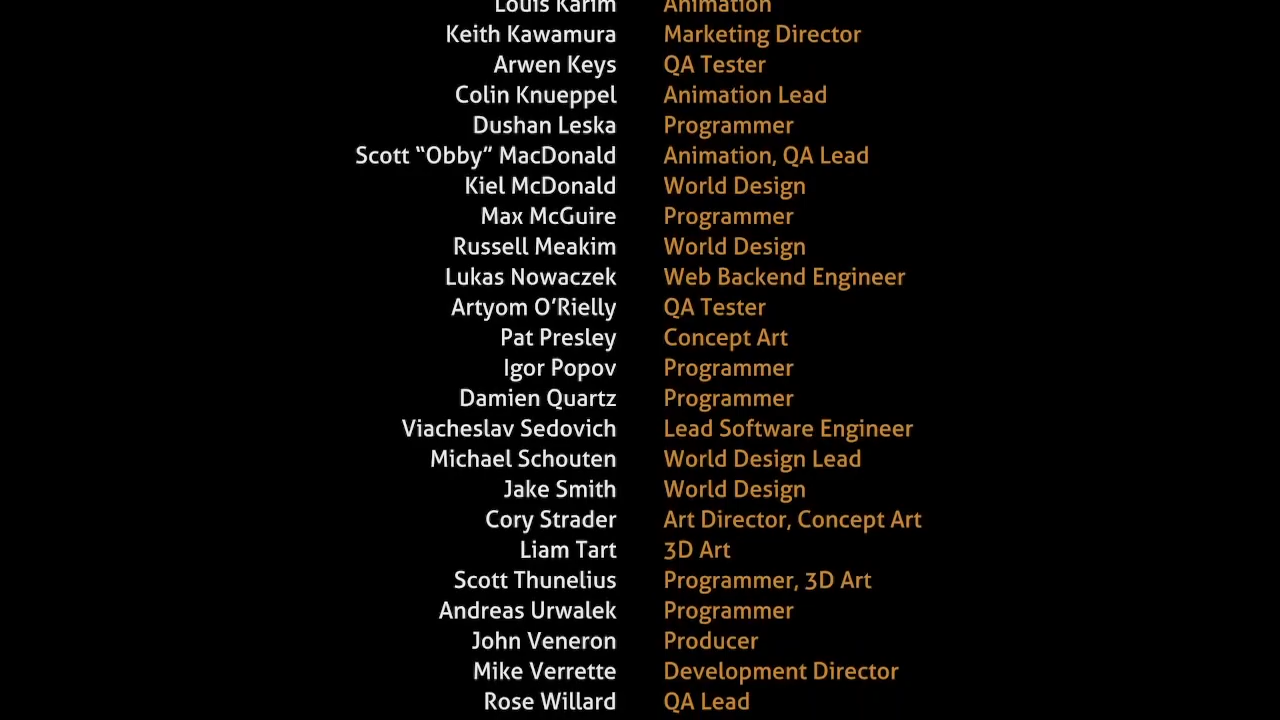 Louis Karim Animation
Keith Kawamura Marketing Director
Arwen Keys QA Tester
Colin Knueppel Animation Lead
Dushan Leska Programmer
Scott “Obby” MacDonald Animation, QA Lead
Kiel McDonald World Design
Max McGuire Programmer
Russell Meakim World Design
Lukas Nowaczek Web Backend Engineer
Artyom O’Rielly QA Tester
Pat Presley Concept Art
Igor Popov Programmer
Damien Quartz Programmer
Viacheslav Sedovich Lead Software Engineer
Michael Schouten World Design Lead
Jake Smith World Design
Cory Strader Art Director, Concept Art
Liam Tart 3D Art
Scott Thunelius Programmer, 3D Art
Andreas Urwalek Programmer
John Veneron Producer
Mike Verrette Development Director
Rose Willard QA Lead